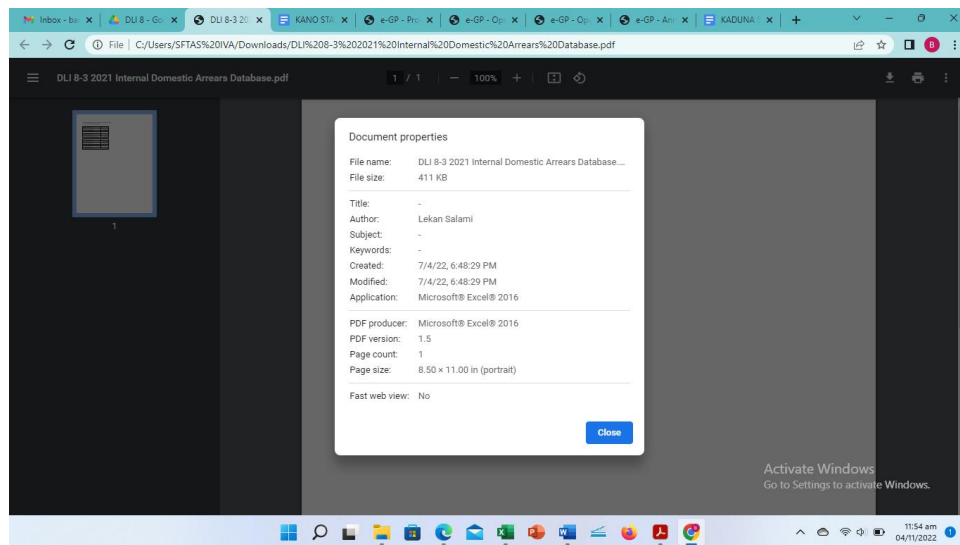 Inbox - ba
DLI 8 - Go
DLI 8-3 20
KANO STA
e-GP - Pro
e-GP - Op
e-GP - Op
e-GP - Ann
KADUNA S
File | C:/Users/SFTAS%20IVA/Downloads/DLI%208-3%202021%20Internal%20Domestic%20Arrears%20Database.pdf
B
DLI 8-3 2021 Internal Domestic Arrears Database.pdf
1 / 1
100%
1
Document properties
File name: DLI 8-3 2021 Internal Domestic Arrears Database....
File size: 411 KB
Title: -
Author: Lekan Salami
Subject: -
Keywords: -
Created: 7/4/22, 6:48:29 PM
Modified: 7/4/22, 6:48:29 PM
Application: Microsoft® Excel® 2016
PDF producer: Microsoft® Excel® 2016
PDF version: 1.5
Page count: 1
Page size: 8.50 × 11.00 in (portrait)
Fast web view: No
Close
Activate Windows
Go to Settings to activate Windows.
11:54 am
04/11/2022
1